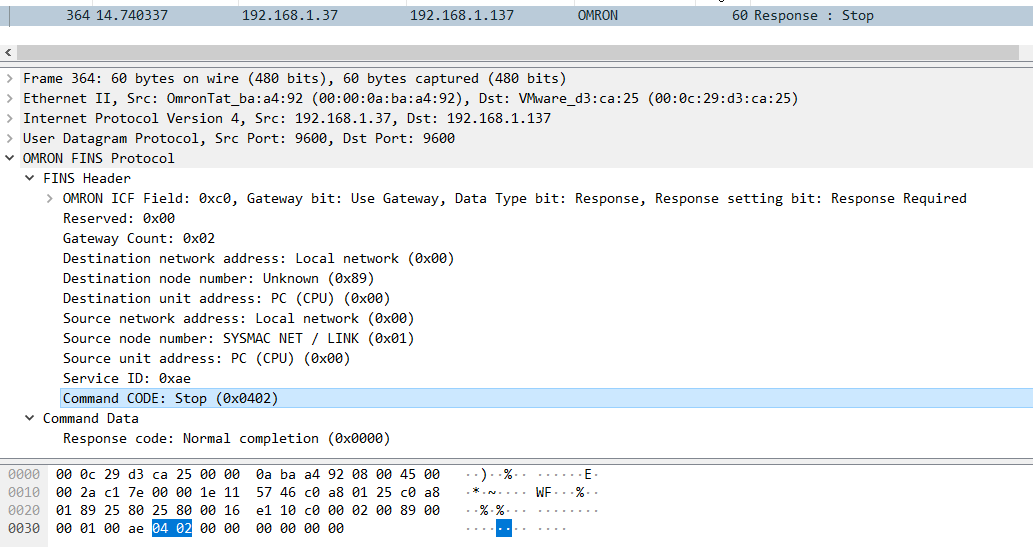 364 14.740337 192.168.1.37 192.168.1.137 OMRON 60 Response : Stop
Frame 364: 60 bytes on wire (480 bits), 60 bytes captured (480 bits)
Ethernet II, Src: OmronTat_ba:a4:92 (00:00:0a:ba:a4:92), Dst: VMware_d3:ca:25 (00:0c:29:d3:ca:25)
Internet Protocol Version 4, Src: 192.168.1.37, Dst: 192.168.1.137
User Datagram Protocol, Src Port: 9600, Dst Port: 9600
OMRON FINS Protocol
FINS Header
OMRON ICF Field: 0xc0, Gateway bit: Use Gateway, Data Type bit: Response, Response setting bit: Response Required
Reserved: 0x00
Gateway Count: 0x02
Destination network address: Local network (0x00)
Destination node number: Unknown (0x89)
Destination unit address: PC (CPU) (0x00)
Source network address: Local network (0x00)
Source node number: SYSMAC NET / LINK (0x01)
Source unit address: PC (CPU) (0x00)
Service ID: 0xae
Command CODE: Stop (0x0402)
Command Data
Response code: Normal completion (0x0000)
0000 00 0c 29 d3 ca 25 00 00 0a ba a4 92 08 00 45 00 ··)··%·· ······E·
0010 00 2a c1 7e 00 00 1e 11 57 46 c0 a8 01 25 c0 a8 ·*·~···· WF···%··
0020 01 89 25 80 25 80 00 16 e1 10 c0 00 02 00 89 00 ··%·%··· ········
0030 00 01 00 ae 04 02 00 00 00 00 00 00 ········ ····